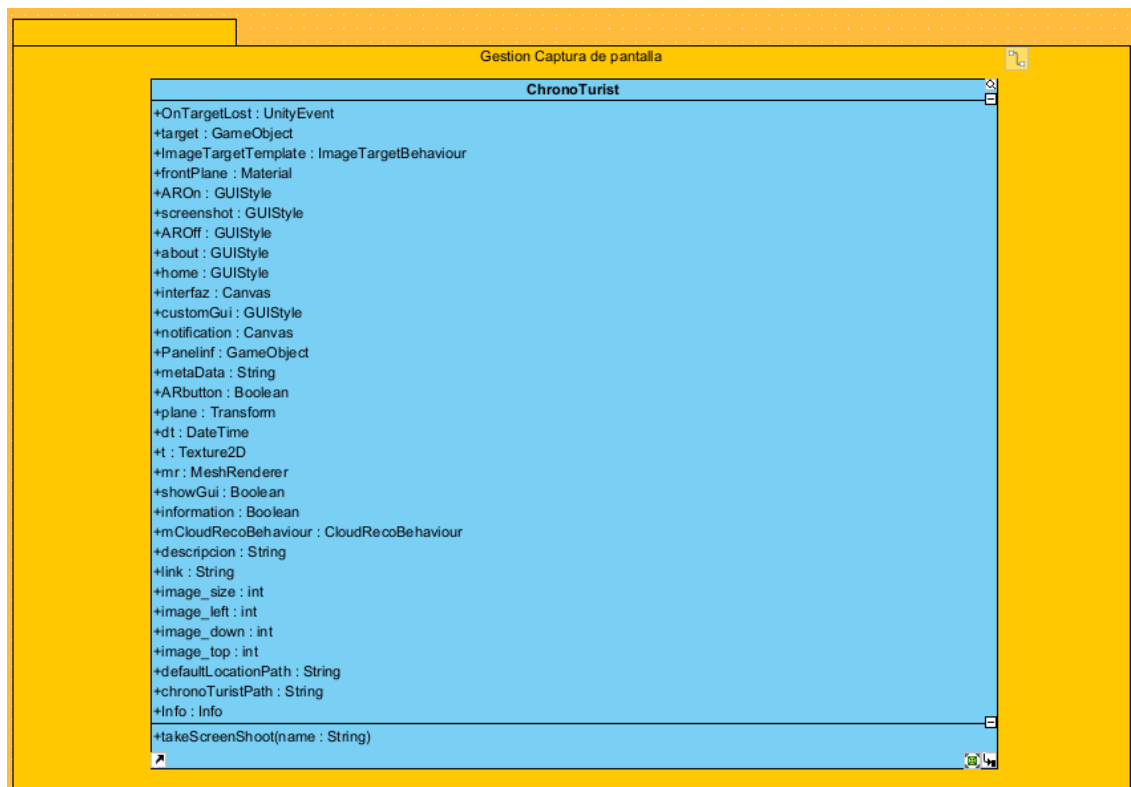 Gestion Captura de pantalla
ChronoTurist
+OnTargetLost : UnityEvent
+target : GameObject
+ImageTargetTemplate : ImageTargetBehaviour
+frontPlane : Material
+AROn : GUIStyle
+screenshot : GUIStyle
+AROff : GUIStyle
+about : GUIStyle
+home : GUIStyle
+interfaz : Canvas
+customGui : GUIStyle
+notification : Canvas
+Panelinf : GameObject
+metaData : String
+ARbutton : Boolean
+plane : Transform
+dt : DateTime
+t : Texture2D
+mr : MeshRenderer
+showGui : Boolean
+information : Boolean
+mCloudRecoBehaviour : CloudRecoBehaviour
+descripcion : String
+link : String
+image_size : int
+image_left : int
+image_down : int
+image_top : int
+defaultLocationPath : String
+chronoTuristPath : String
+Info : Info
+takeScreenShoot(name : String)